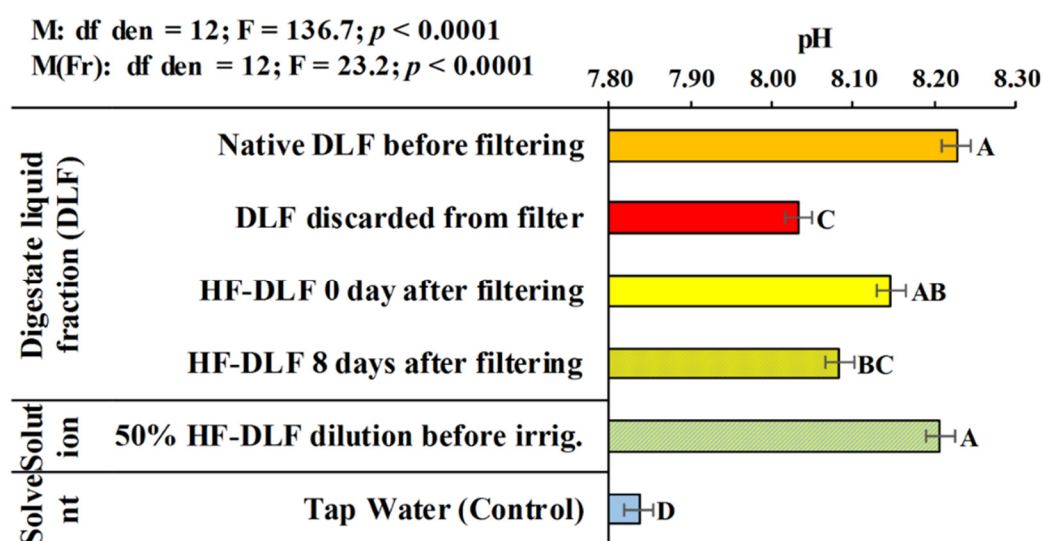 M: df den = 12; F = 136.7; p < 0.0001
M(Fr): df den = 12; F = 23.2; p < 0.0001
pH
7.80 7.90 8.00 8.10 8.20 8.30
Digestate liquid
fraction (DLF)
Native DLF before filtering
A
DLF discarded from filter
C
HF-DLF 0 day after filtering
AB
HF-DLF 8 days after filtering
BC
Solut
ion
50% HF-DLF dilution before irrig.
A
Solve
nt
Tap Water (Control)
D